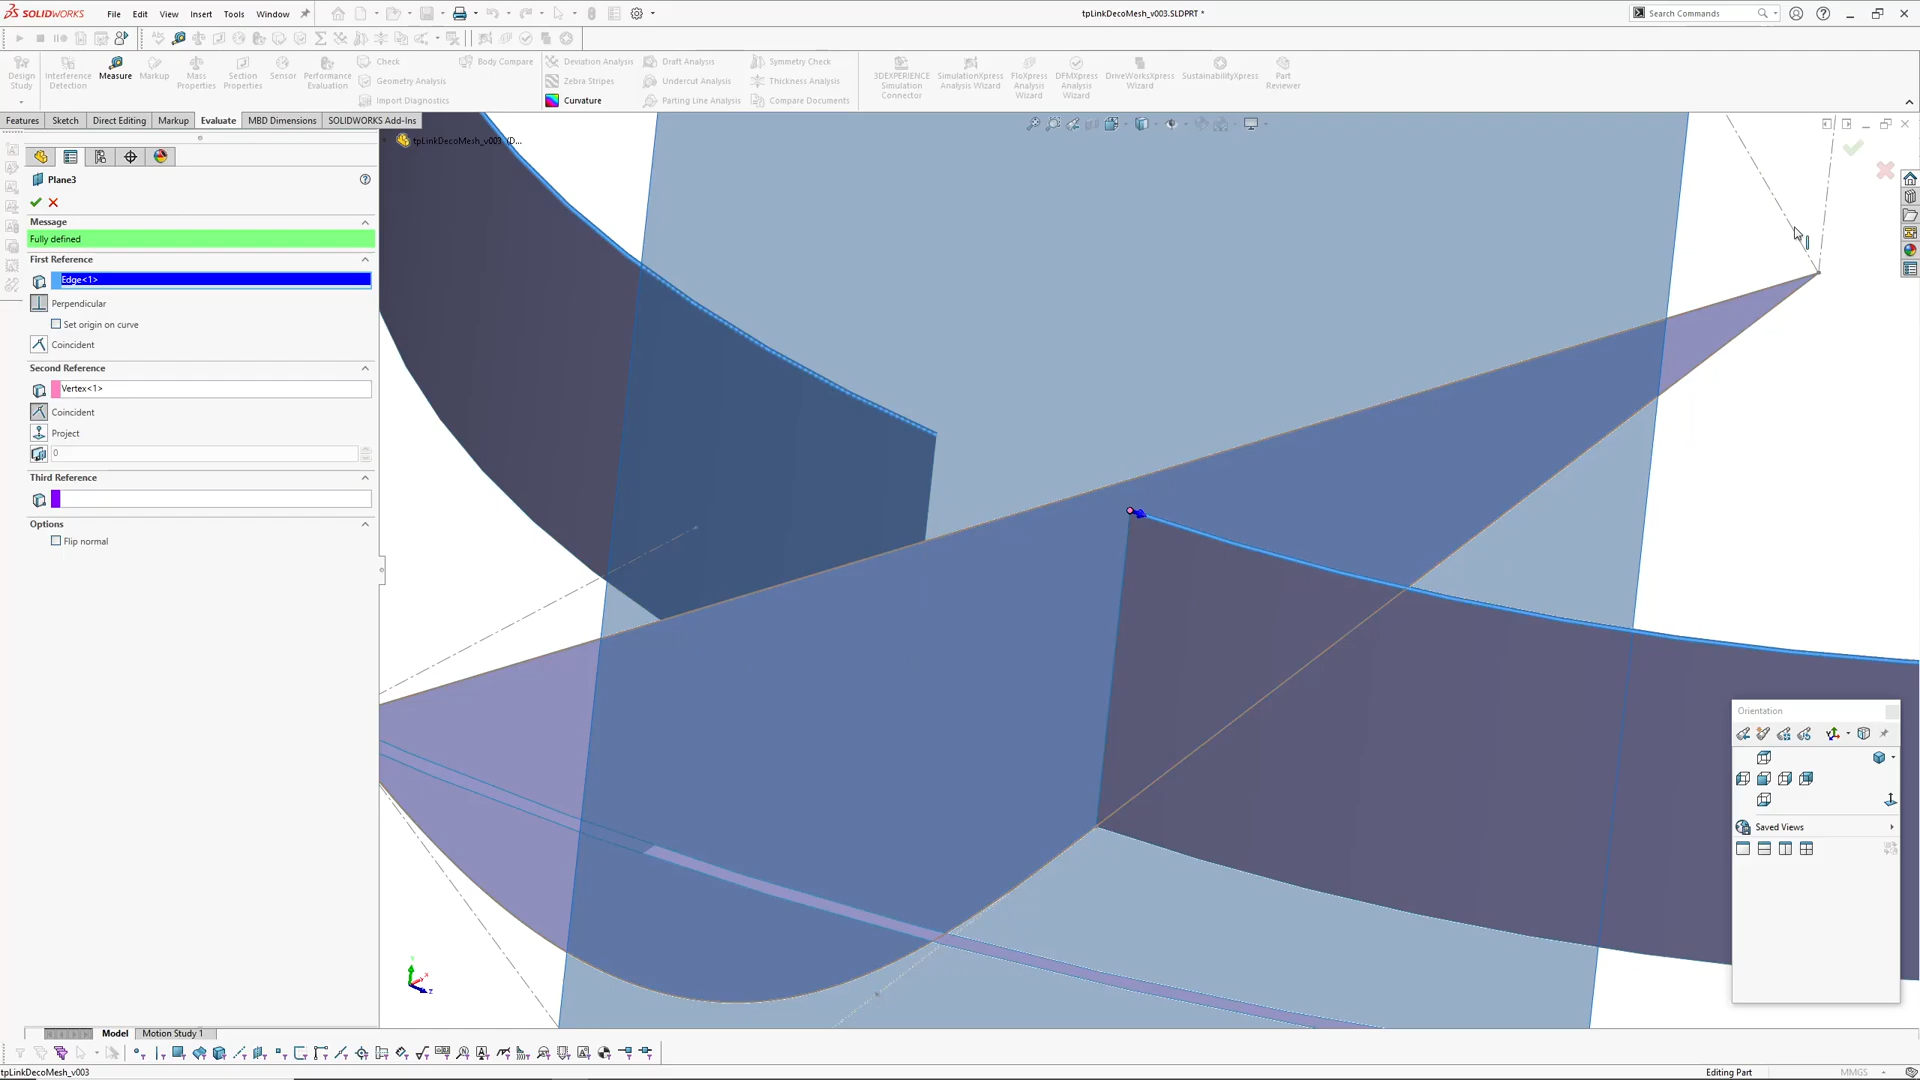 SOLIDWORKS
File
Edit
View
Insert
Tools
Window
tpLinkDecoMesh_v003.SLDPRT *
Search Commands
Design Study
Interference Detection
Measure
Markup
Mass Properties
Section Properties
Sensor
Performance Evaluation
Check
Geometry Analysis
Import Diagnostics
Body Compare
Deviation Analysis
Zebra Stripes
Curvature
Draft Analysis
Undercut Analysis
Parting Line Analysis
Symmetry Check
Thickness Analysis
Compare Documents
3DEXPERIENCE Simulation Connector
SimulationXpress Analysis Wizard
FloXpress Analysis Wizard
DFMXpress Analysis Wizard
DriveWorksXpress Wizard
SustainabilityXpress
Part Reviewer
Features
Sketch
Direct Editing
Markup
Evaluate
MBD Dimensions
SOLIDWORKS Add-Ins
tpLinkDecoMesh_v003 (D...
Plane3
Message
Fully defined
First Reference
Edge<1>
Perpendicular
Set origin on curve
Coincident
Second Reference
Vertex<1>
Coincident
Project
0
Third Reference
Options
Flip normal
Orientation
Saved Views
Model
Motion Study 1
tpLinkDecoMesh_v003
Editing Part
MMGS